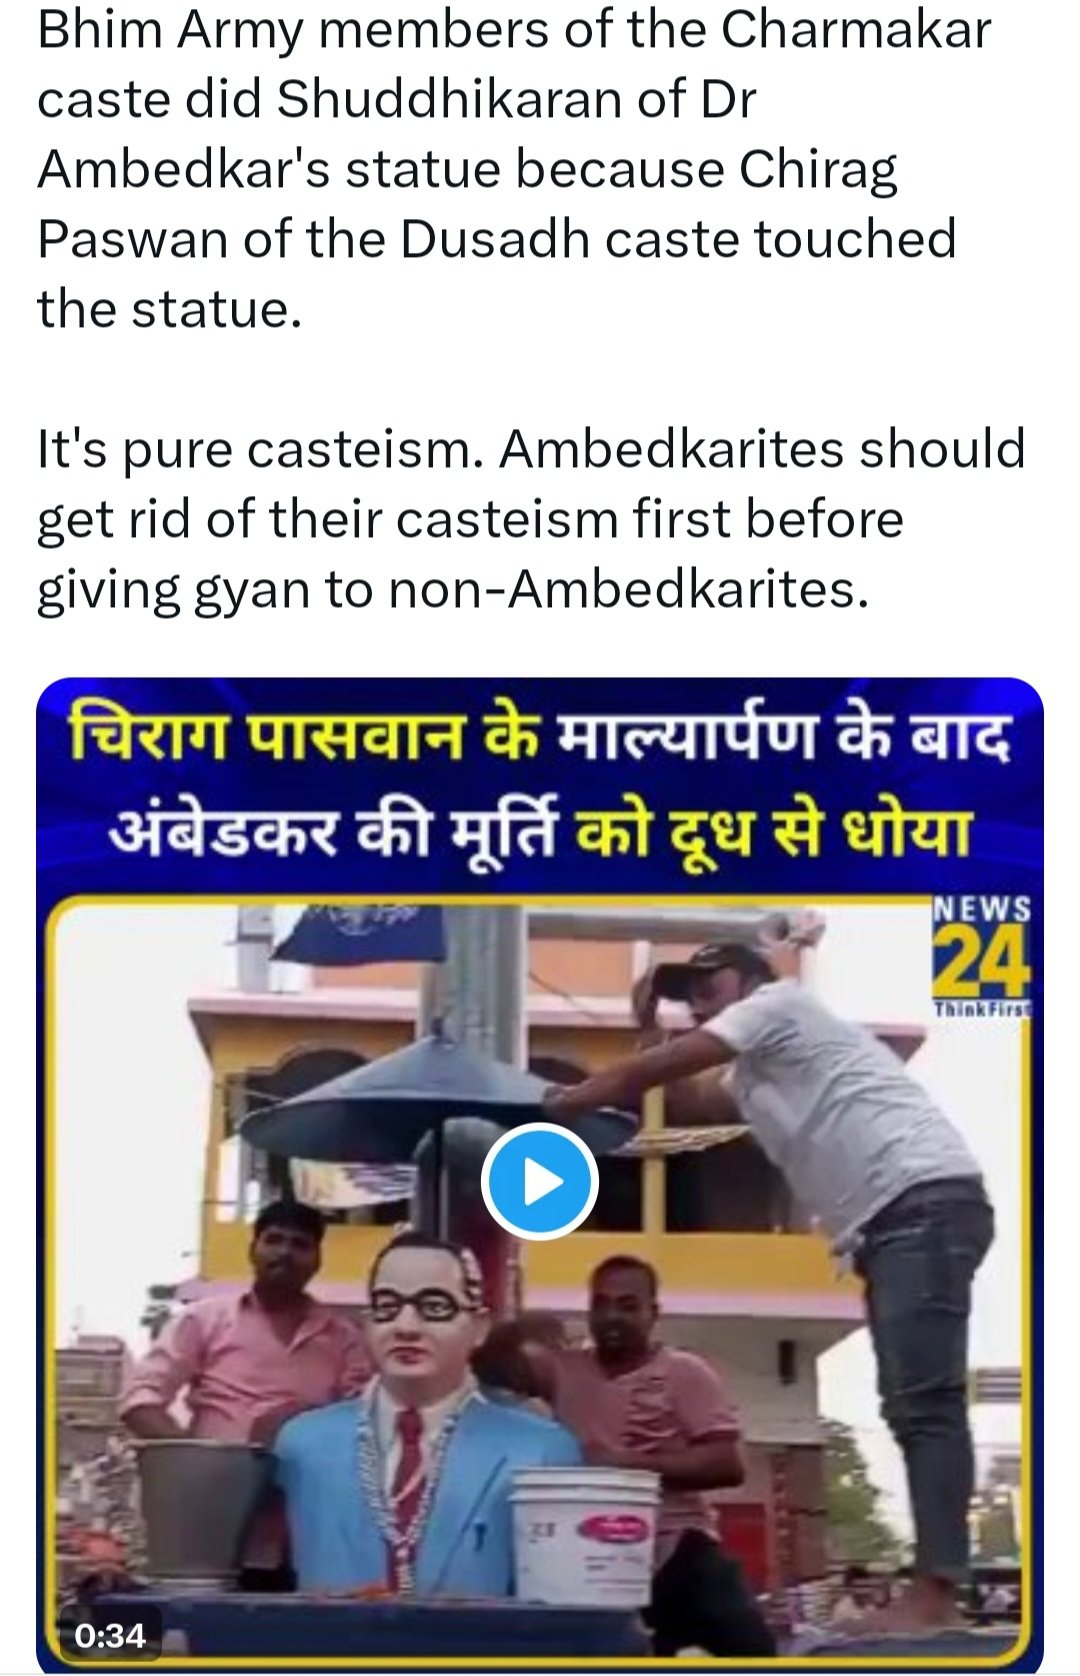 Bhim Army members of the Charmakar
caste did Shuddhikaran of Dr
Ambedkar's statue because Chirag
Paswan of the Dusadh caste touched
the statue.
It's pure casteism. Ambedkarites should
get rid of their casteism first before
giving gyan to non-Ambedkarites.
चिराग पासवान के माल्यार्पण के बाद
अंबेडकर की मूर्ति को दूध से धोया
NEWS
24
Think First
0:34